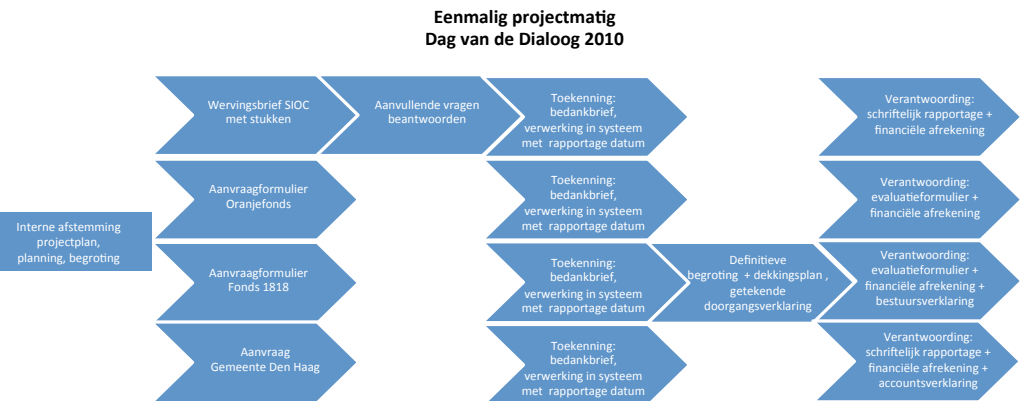 Eenmalig projectmatig
Dag van de Dialoog 2010
Interne afstemming
projectplan,
planning, begroting
Wervingsbrief SIOC
met stukken
Aanvullende vragen
beantwoorden
Toekenning:
bedankbrief,
verwerking in systeem
met rapportage datum
Verantwoording:
schriftelijk rapportage +
financiële afrekening
Aanvraagformulier
Oranjefonds
Toekenning:
bedankbrief,
verwerking in systeem
met rapportage datum
Verantwoording:
evaluatieformulier +
financiële afrekening
Aanvraagformulier
Fonds 1818
Toekenning:
bedankbrief,
verwerking in systeem
met rapportage datum
Definitieve
begroting + dekkingsplan ,
getekende
doorgangsverklaring
Verantwoording:
evaluatieformulier +
financiële afrekening +
bestuursverklaring
Aanvraag
Gemeente Den Haag
Toekenning:
bedankbrief,
verwerking in systeem
met rapportage datum
Verantwoording:
schriftelijk rapportage +
financiële afrekening +
accountsverklaring